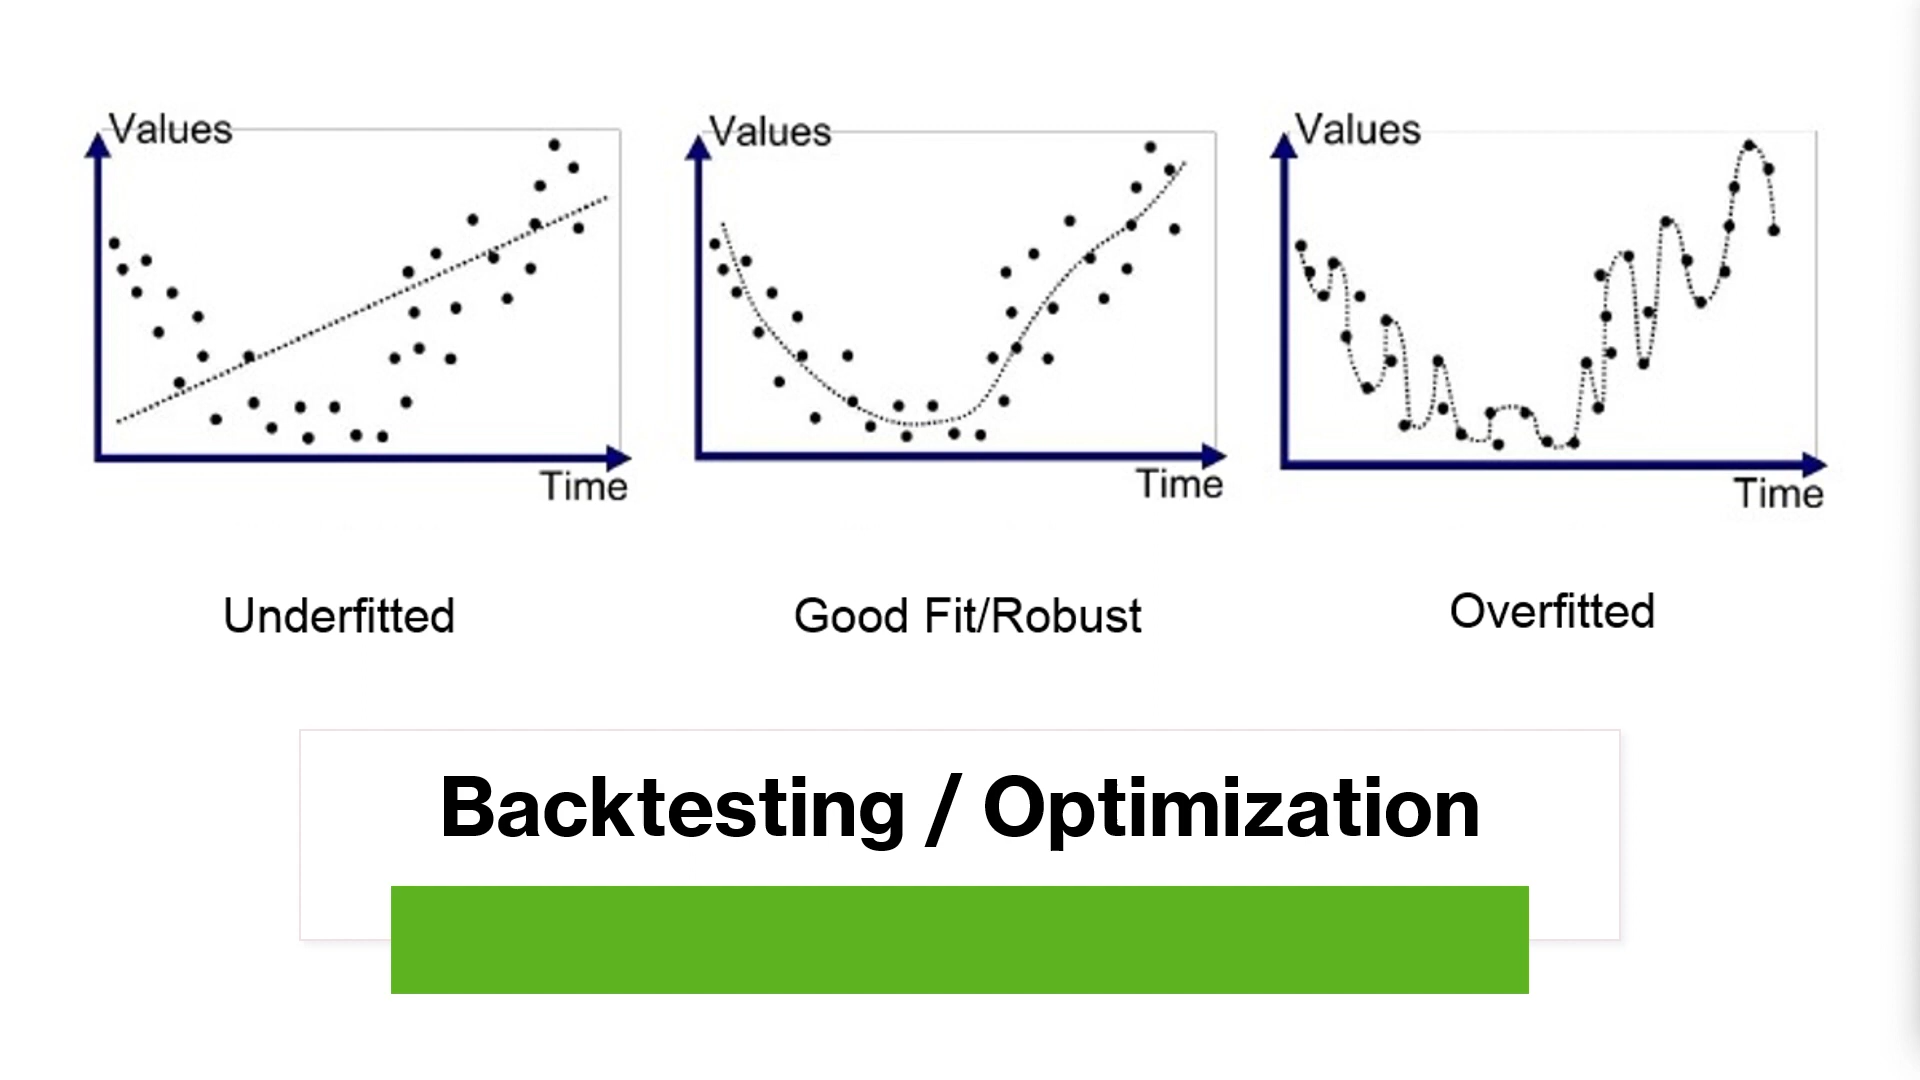 Values
Values
Values
Time
Time
Time
Underfitted
Good Fit/Robust
Overfitted
Backtesting / Optimization